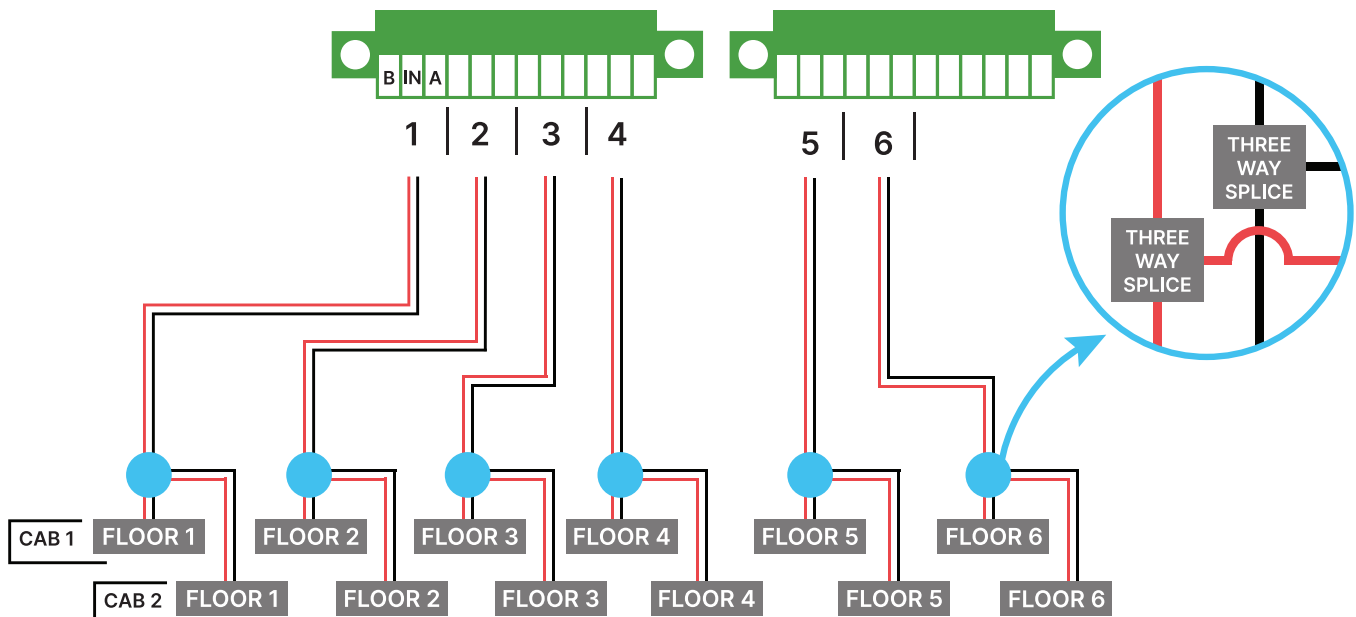 B IN A
1 2 3 4 5 6
THREE
WAY
SPLICE
THREE
WAY
SPLICE
CAB 1 FLOOR 1 FLOOR 2 FLOOR 3 FLOOR 4 FLOOR 5 FLOOR 6
CAB 2 FLOOR 1 FLOOR 2 FLOOR 3 FLOOR 4 FLOOR 5 FLOOR 6